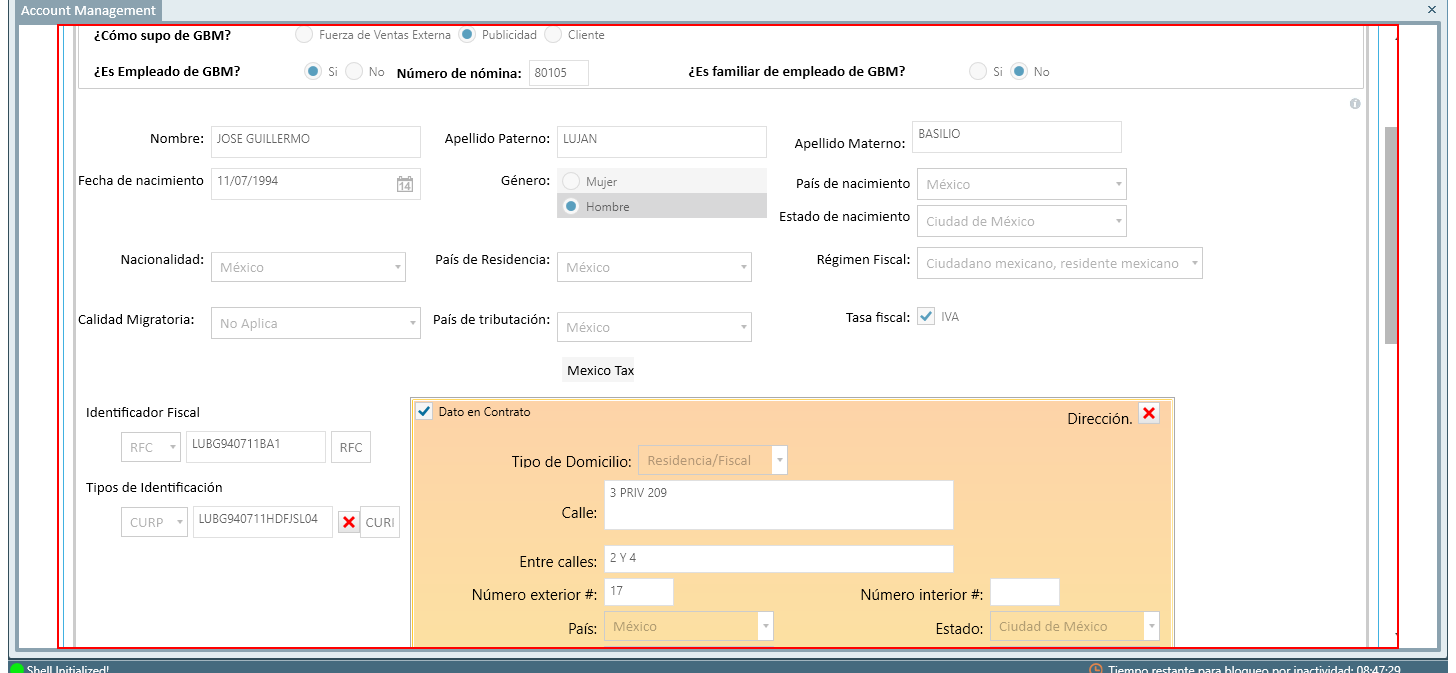 Account Management
¿Cómo supo de GBM? Fuerza de Ventas Externa Publicidad Cliente
¿Es Empleado de GBM? Si No Número de nómina: 80105 ¿Es familiar de empleado de GBM? Si No
Nombre: JOSE GUILLERMO Apellido Paterno: LUJAN Apellido Materno: BASILIO
Fecha de nacimiento 11/07/1994 14 Género: Mujer País de nacimiento México
Hombre Estado de nacimiento Ciudad de México
Nacionalidad: México País de Residencia: México Régimen Fiscal: Ciudadano mexicano, residente mexicano
Calidad Migratoria: No Aplica País de tributación: México Tasa fiscal: IVA
Mexico Tax
Identificador Fiscal
RFC LUBG940711BA1 RFC
Tipos de Identificación
CURP LUBG940711HDFJSL04 CURI
Dato en Contrato Dirección.
Tipo de Domicilio: Residencia/Fiscal
Calle: 3 PRIV 209
Entre calles: 2 Y 4
Número exterior #: 17 Número interior #:
País: México Estado: Ciudad de México
Shell Initialized! Tiempo restante para bloqueo por inactividad: 08:47:29